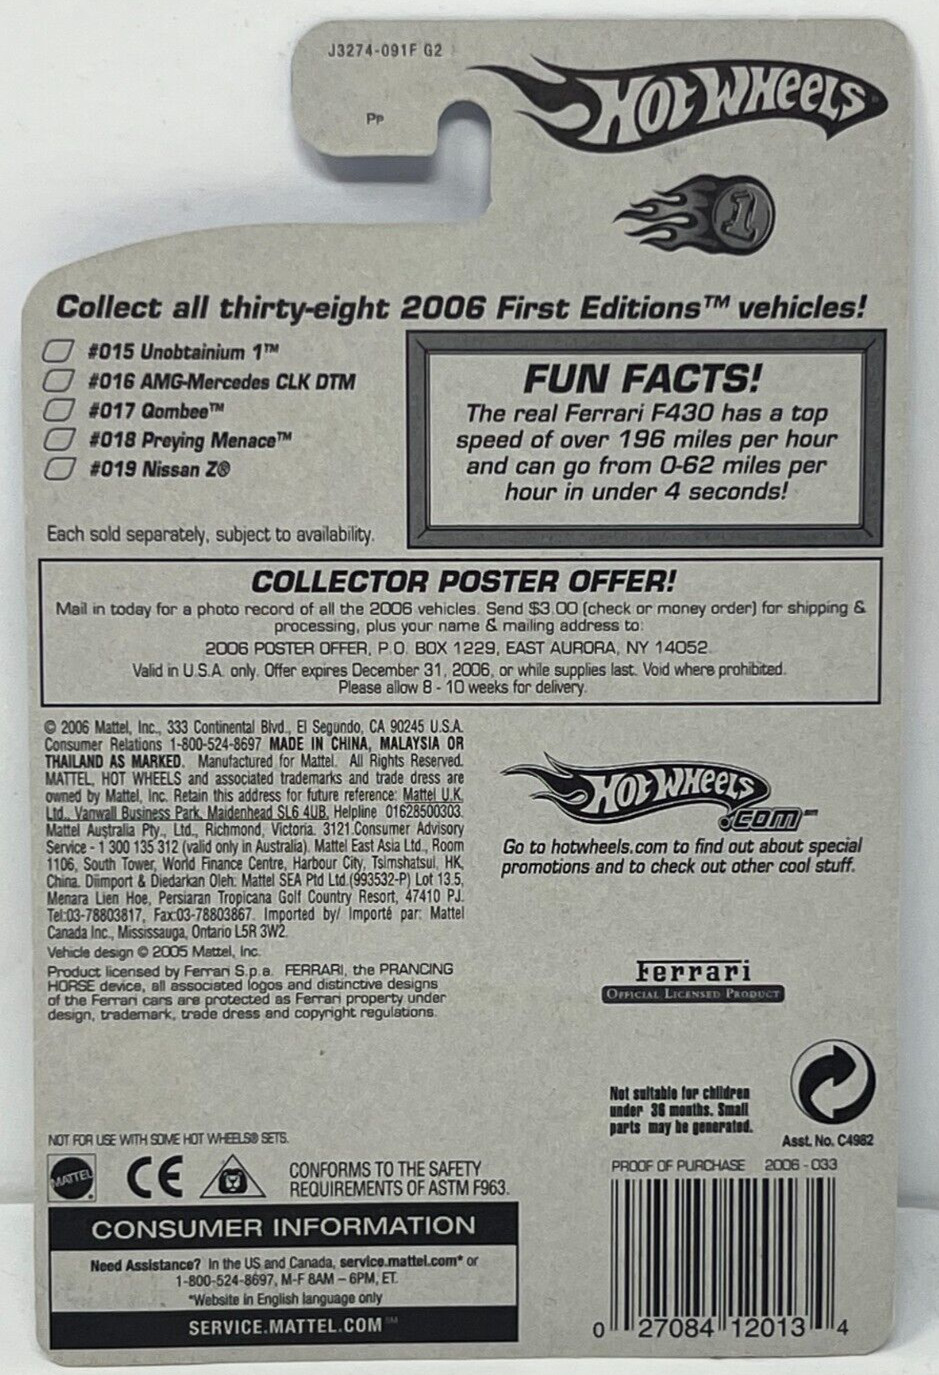 J3274-091F G2
Pp
HOT WHEELS
1
Collect all thirty-eight 2006 First Editions™ vehicles!
#015 Unobtainium 1™
#016 AMG-Mercedes CLK DTM
#017 Qombee™
#018 Preying Menace™
#019 Nissan Z®
Each sold separately, subject to availability.
FUN FACTS!
The real Ferrari F430 has a top
speed of over 196 miles per hour
and can go from 0-62 miles per
hour in under 4 seconds!
COLLECTOR POSTER OFFER!
Mail in today for a photo record of all the 2006 vehicles. Send $3.00 (check or money order) for shipping &
processing, plus your name & mailing address to:
2006 POSTER OFFER, P.O. BOX 1229, EAST AURORA, NY 14052.
Valid in U.S.A. only. Offer expires December 31, 2006, or while supplies last. Void where prohibited.
Please allow 8 - 10 weeks for delivery.
© 2006 Mattel, Inc., 333 Continental Blvd., El Segundo, CA 90245 U.S.A.
Consumer Relations 1-800-524-8697. MADE IN CHINA, MALAYSIA OR
THAILAND AS MARKED. Manufactured for Mattel. All Rights Reserved.
MATTEL, HOT WHEELS and associated trademarks and trade dress are
owned by Mattel, Inc. Retain this address for future reference: Mattel U.K.
Ltd., Vanwall Business Park, Maidenhead SL6 4UB. Helpline 01628500303.
Mattel Australia Pty., Ltd., Richmond, Victoria. 3121.Consumer Advisory
Service - 1 300 135 312 (valid only in Australia). Mattel East Asia Ltd., Room
1106, South Tower, World Finance Centre, Harbour City, Tsimshatsui, HK,
China. Diimport & Diedarkan Oleh: Mattel SEA Ptd Ltd.(993532-P) Lot 13.5,
Menara Lien Hoe, Persiaran Tropicana Golf Country Resort, 47410 PJ.
Tel:03-78803817, Fax:03-78803867. Imported by/ Importé par: Mattel
Canada Inc., Mississauga, Ontario L5R 3W2.
Vehicle design © 2005 Mattel, Inc.
Product licensed by Ferrari S.p.a. FERRARI, the PRANCING
HORSE device, all associated logos and distinctive designs
of the Ferrari cars are protected as Ferrari property under
design, trademark, trade dress and copyright regulations.
HOT WHEELS
.com™
Go to hotwheels.com to find out about special
promotions and to check out other cool stuff.
Ferrari
OFFICIAL LICENSED PRODUCT
Not suitable for children
under 36 months. Small
parts may be generated.
Asst. No. C4982
NOT FOR USE WITH SOME HOT WHEELS® SETS.
MATTEL
CE
CONFORMS TO THE SAFETY
REQUIREMENTS OF ASTM F963.
PROOF OF PURCHASE 2006 - 033
CONSUMER INFORMATION
Need Assistance? In the US and Canada, service.mattel.com* or
1-800-524-8697, M-F 8AM – 6PM, ET.
*Website in English language only
SERVICE.MATTEL.COM™
0 27084 12013 4